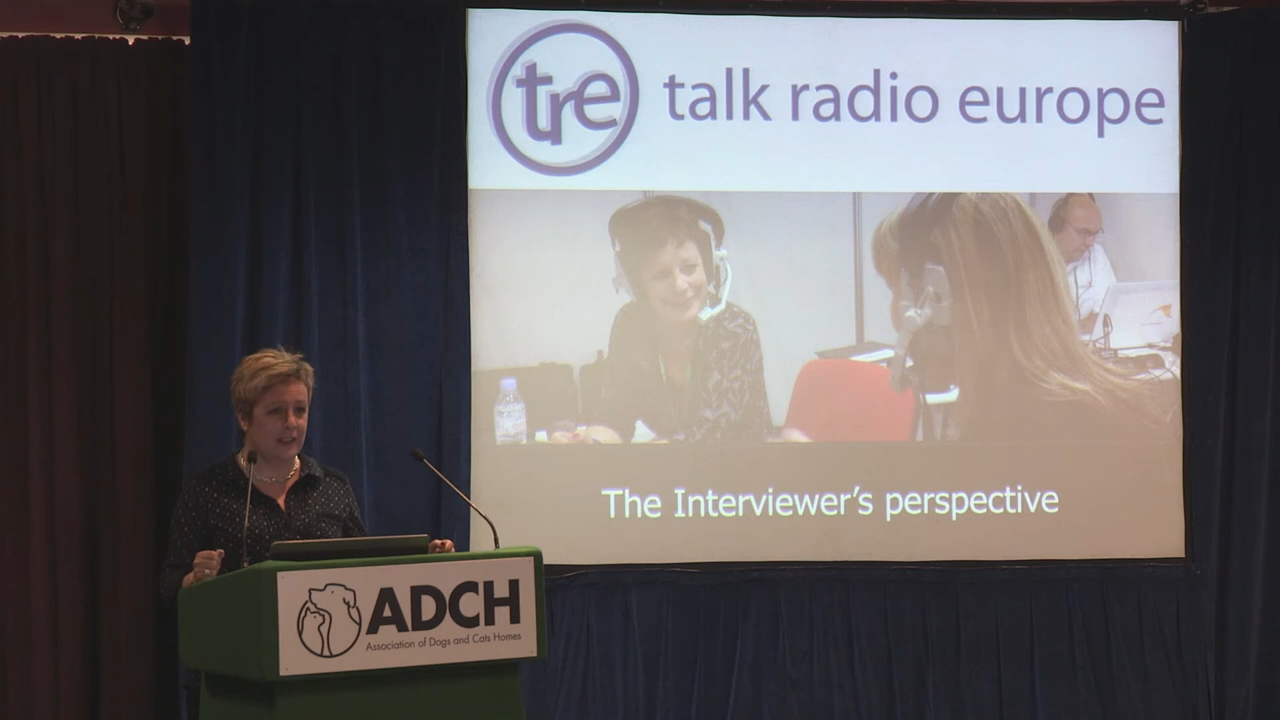 tre talk radio europe
The Interviewer's perspective
ADCH
Association of Dogs and Cats Homes